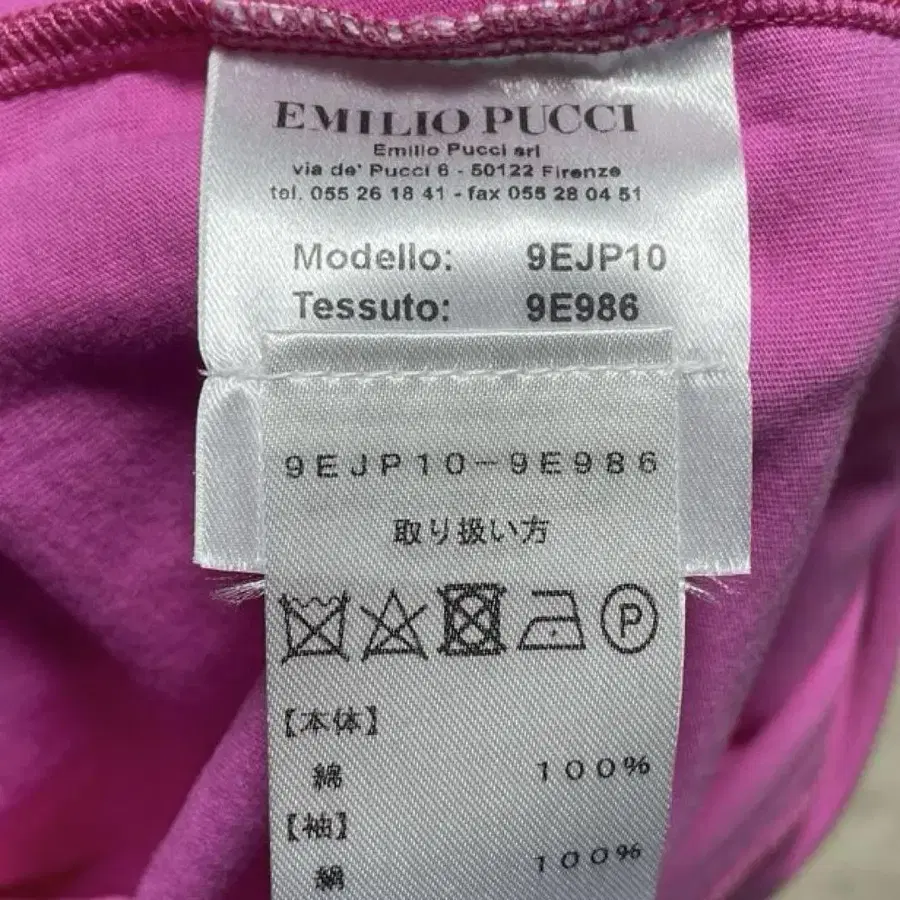 EMILIO PUCCI
Emilio Pucci srl
via de' Pucci 6 - 50122 Firenze
tel. 055 26 18 41 - fax 055 28 04 51
Modello: 9EJP10
Tessuto: 9E986
9EJP10-9E986
取り扱い方
P
【本体】
綿 100%
【袖】
絹 100%